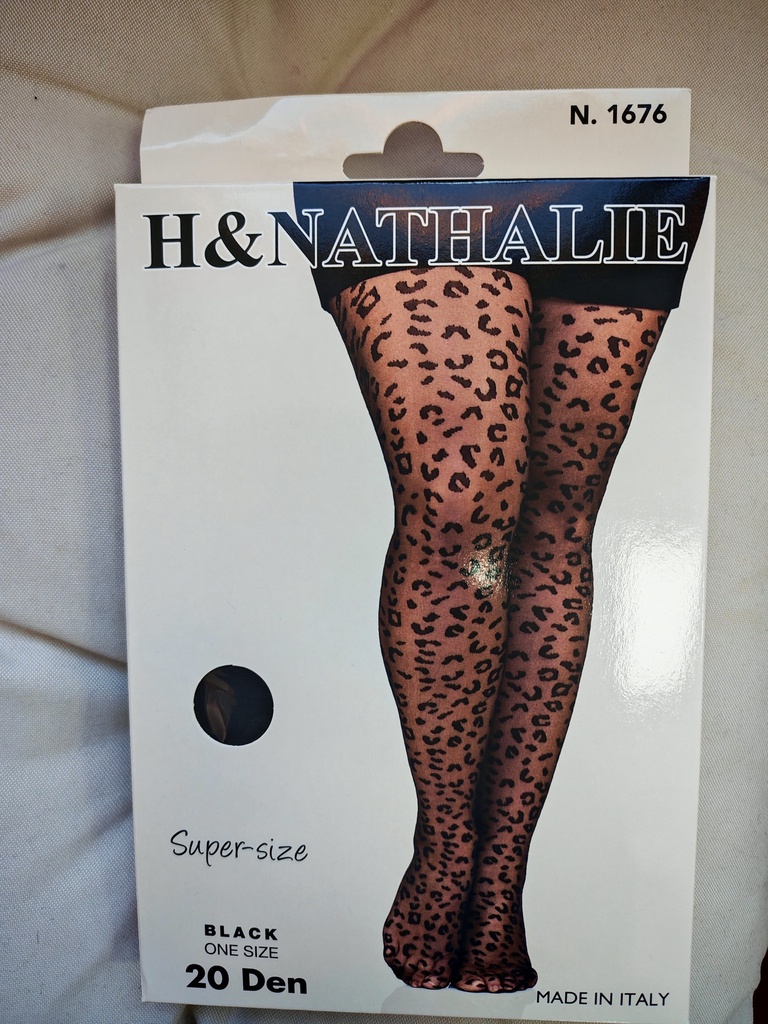 N. 1676
H&NATHALIE
Super-size
BLACK
ONE SIZE
20 Den
MADE IN ITALY